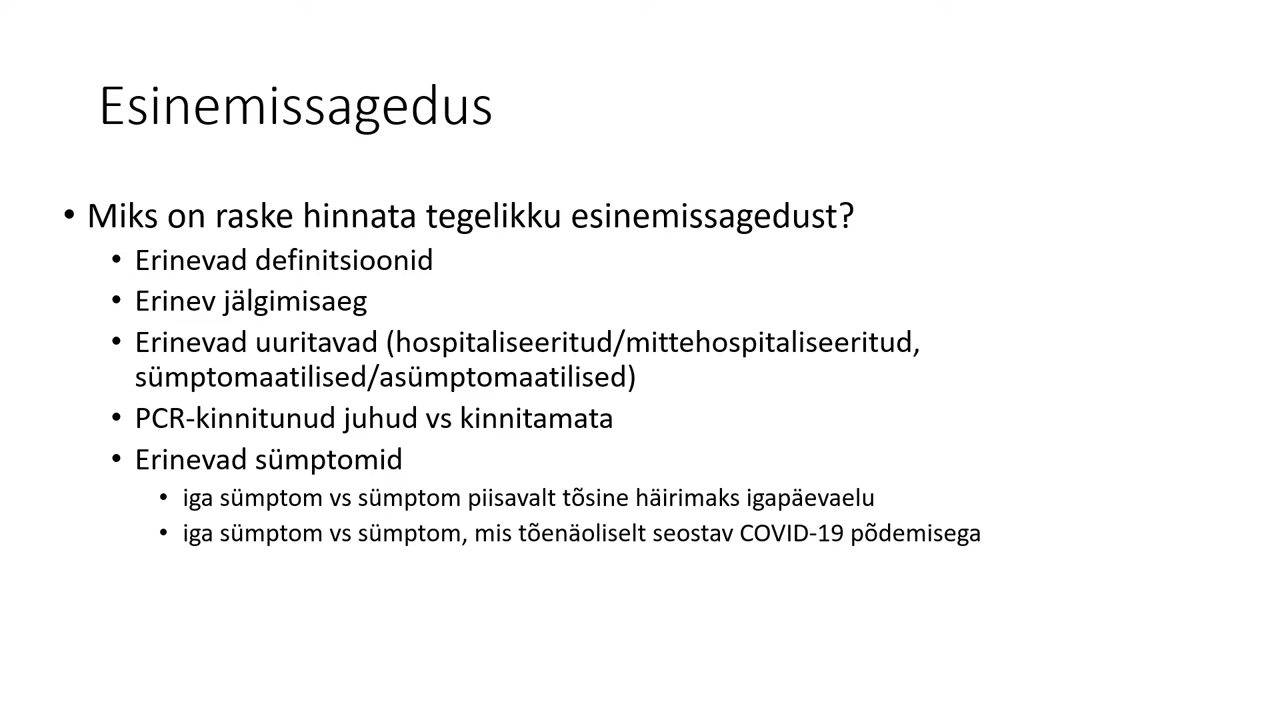 Esinemissagedus
• Miks on raske hinnata tegelikku esinemissagedust?
• Erinevad definitsioonid
• Erinev jälgimisaeg
• Erinevad uuritavad (hospitaliseeritud/mittehospitaliseeritud,
sümptomaatilised/asümptomaatilised)
• PCR-kinnitunud juhud vs kinnitamata
• Erinevad sümptomid
• iga sümptom vs sümptom piisavalt tõsine häirimaks igapäevaelu
• iga sümptom vs sümptom, mis tõenäoliselt seostav COVID-19 põdemisega